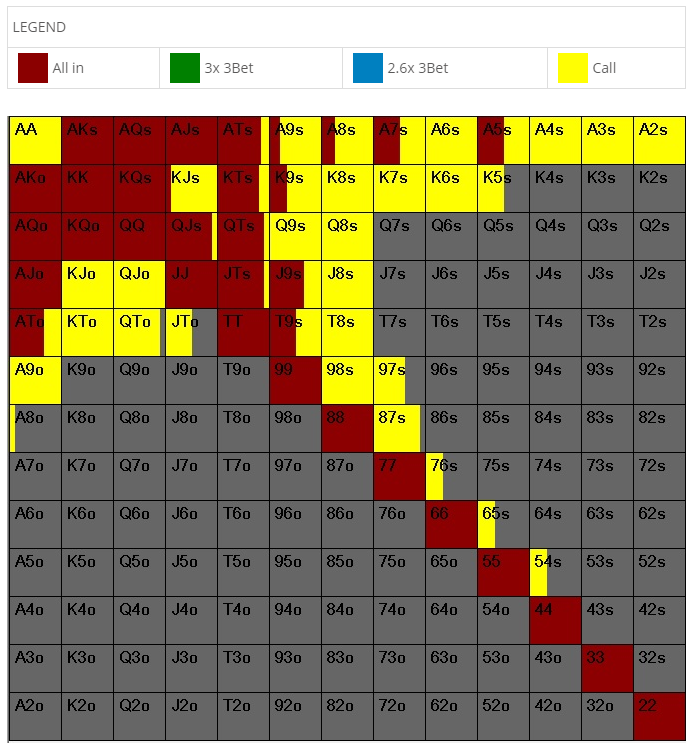 LEGEND
All in 3x 3Bet 2.6x 3Bet Call
AA AKs AQs AJs ATs A9s A8s A7s A6s A5s A4s A3s A2s
AKo KK KQs KJs KTs K9s K8s K7s K6s K5s K4s K3s K2s
AQo KQo QQ QJs QTs Q9s Q8s Q7s Q6s Q5s Q4s Q3s Q2s
AJo KJo QJo JJ JTs J9s J8s J7s J6s J5s J4s J3s J2s
ATo KTo QTo JTo TT T9s T8s T7s T6s T5s T4s T3s T2s
A9o K9o Q9o J9o T9o 99 98s 97s 96s 95s 94s 93s 92s
A8o K8o Q8o J8o T8o 98o 88 87s 86s 85s 84s 83s 82s
A7o K7o Q7o J7o T7o 97o 87o 77 76s 75s 74s 73s 72s
A6o K6o Q6o J6o T6o 96o 86o 76o 66 65s 64s 63s 62s
A5o K5o Q5o J5o T5o 95o 85o 75o 65o 55 54s 53s 52s
A4o K4o Q4o J4o T4o 94o 84o 74o 64o 54o 44 43s 42s
A3o K3o Q3o J3o T3o 93o 83o 73o 63o 53o 43o 33 32s
A2o K2o Q2o J2o T2o 92o 82o 72o 62o 52o 42o 32o 22